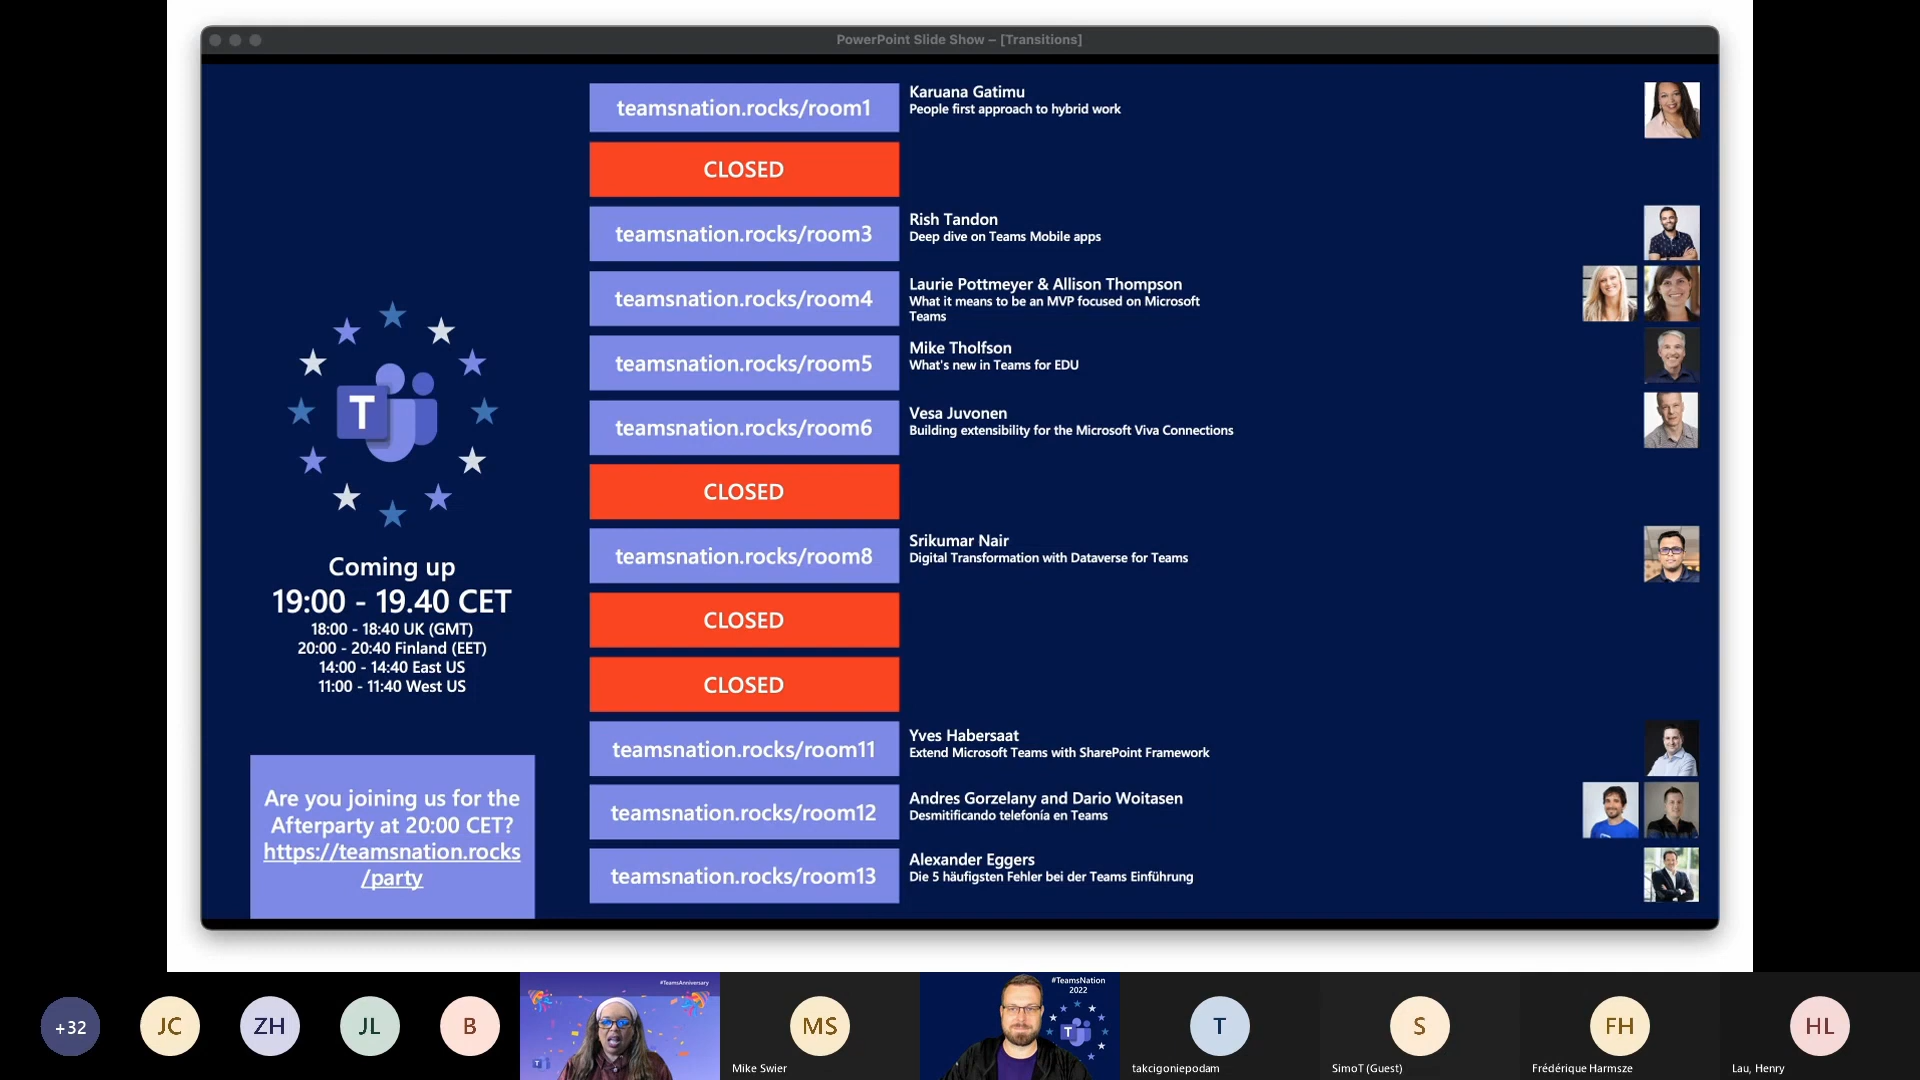 PowerPoint Slide Show – [Transitions]
teamsnation.rocks/room1
Karuana Gatimu
People first approach to hybrid work
CLOSED
teamsnation.rocks/room3
Rish Tandon
Deep dive on Teams Mobile apps
teamsnation.rocks/room4
Laurie Pottmeyer & Allison Thompson
What it means to be an MVP focused on Microsoft
Teams
teamsnation.rocks/room5
Mike Tholfson
What's new in Teams for EDU
teamsnation.rocks/room6
Vesa Juvonen
Building extensibility for the Microsoft Viva Connections
CLOSED
teamsnation.rocks/room8
Srikumar Nair
Digital Transformation with Dataverse for Teams
CLOSED
CLOSED
teamsnation.rocks/room11
Yves Habersaat
Extend Microsoft Teams with SharePoint Framework
teamsnation.rocks/room12
Andres Gorzelany and Dario Woitasen
Desmitificando telefonía en Teams
teamsnation.rocks/room13
Alexander Eggers
Die 5 häufigsten Fehler bei der Teams Einführung
T
Coming up
19:00 - 19.40 CET
18:00 - 18:40 UK (GMT)
20:00 - 20:40 Finland (EET)
14:00 - 14:40 East US
11:00 - 11:40 West US
Are you joining us for the
Afterparty at 20:00 CET?
https://teamsnation.rocks
/party
+32
JC
ZH
JL
B
#TeamsAnniversary
MS
Mike Swier
#TeamsNation
2022
T
T
takcigoniepodam
S
SimoT (Guest)
FH
Frédérique Harmsze
HL
Lau, Henry